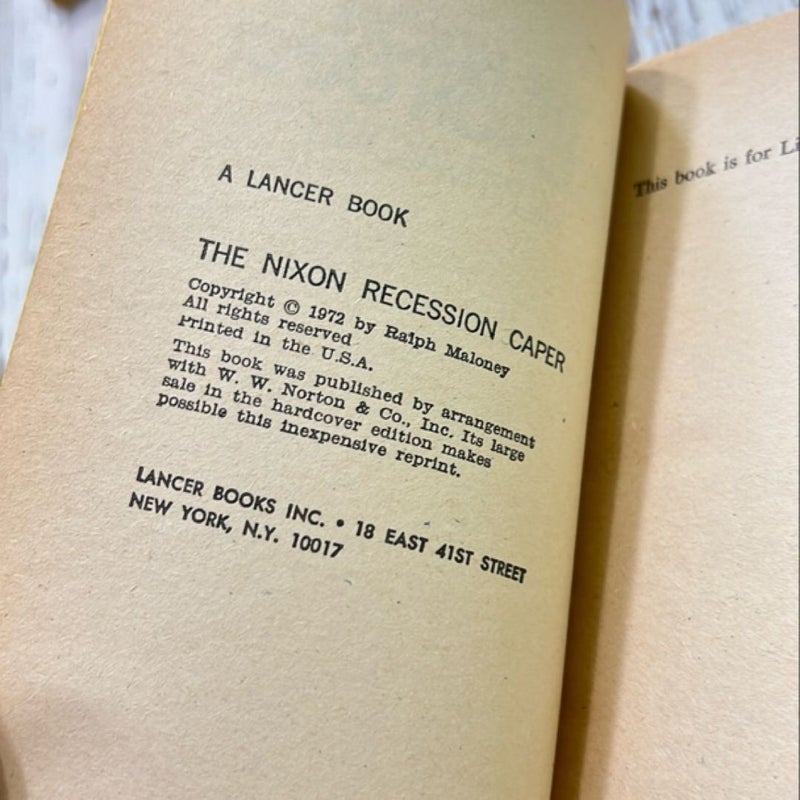 A LANCER BOOK
THE NIXON RECESSION CAPER
Copyright © 1972 by Ralph Maloney
All rights reserved
Printed in the U.S.A.
This book was published by arrangement
with W. W. Norton & Co., Inc. Its large
sale in the hardcover edition makes
possible this inexpensive reprint.
LANCER BOOKS INC. • 18 EAST 41ST STREET
NEW YORK, N.Y. 10017
This book is for